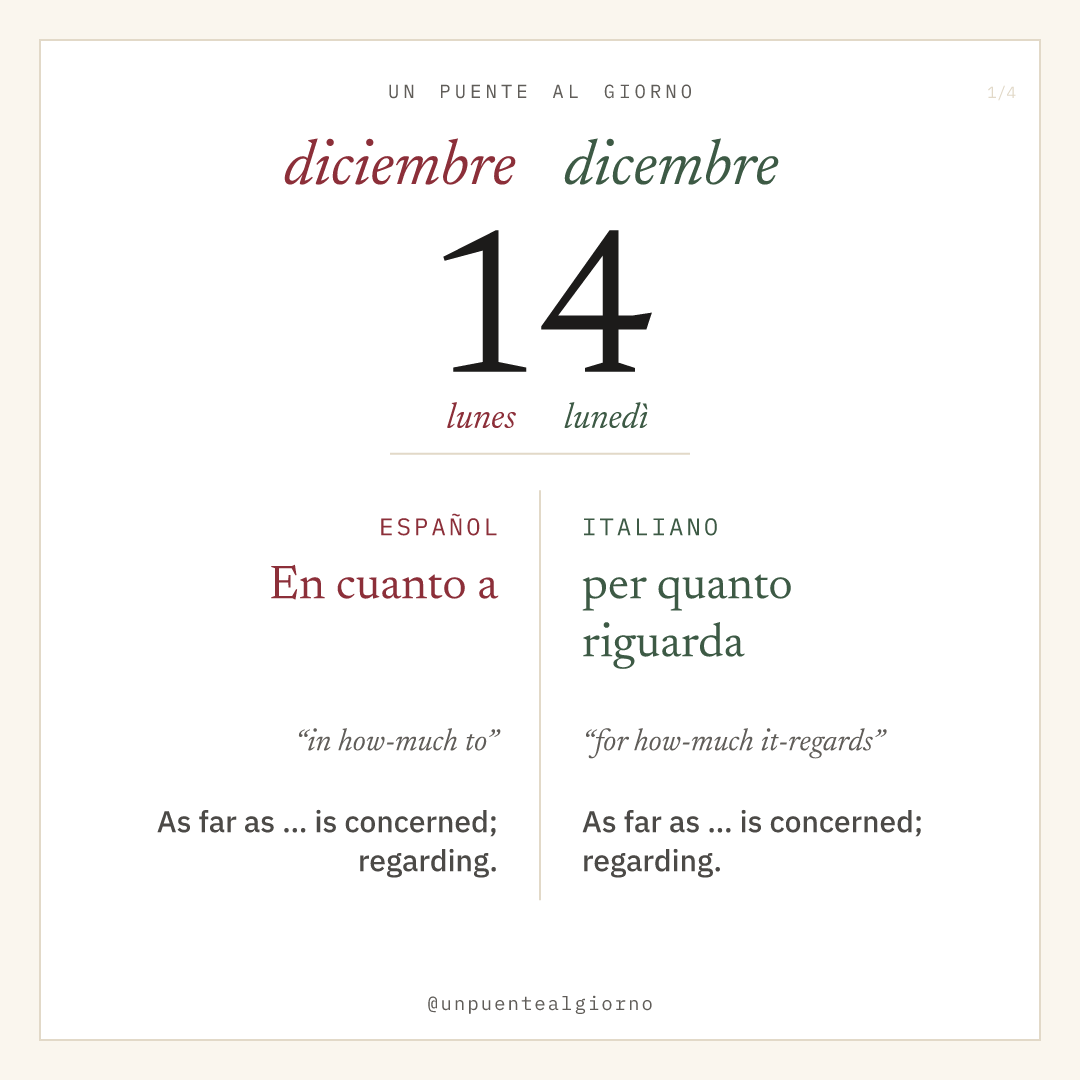 UN PUENTE AL GIORNO
1/4
diciembre dicembre
14
lunes lunedì
ESPAÑOL
En cuanto a
“in how-much to”
As far as ... is concerned;
regarding.
ITALIANO
per quanto
riguarda
“for how-much it-regards”
As far as ... is concerned;
regarding.
@unpuentealgiorno